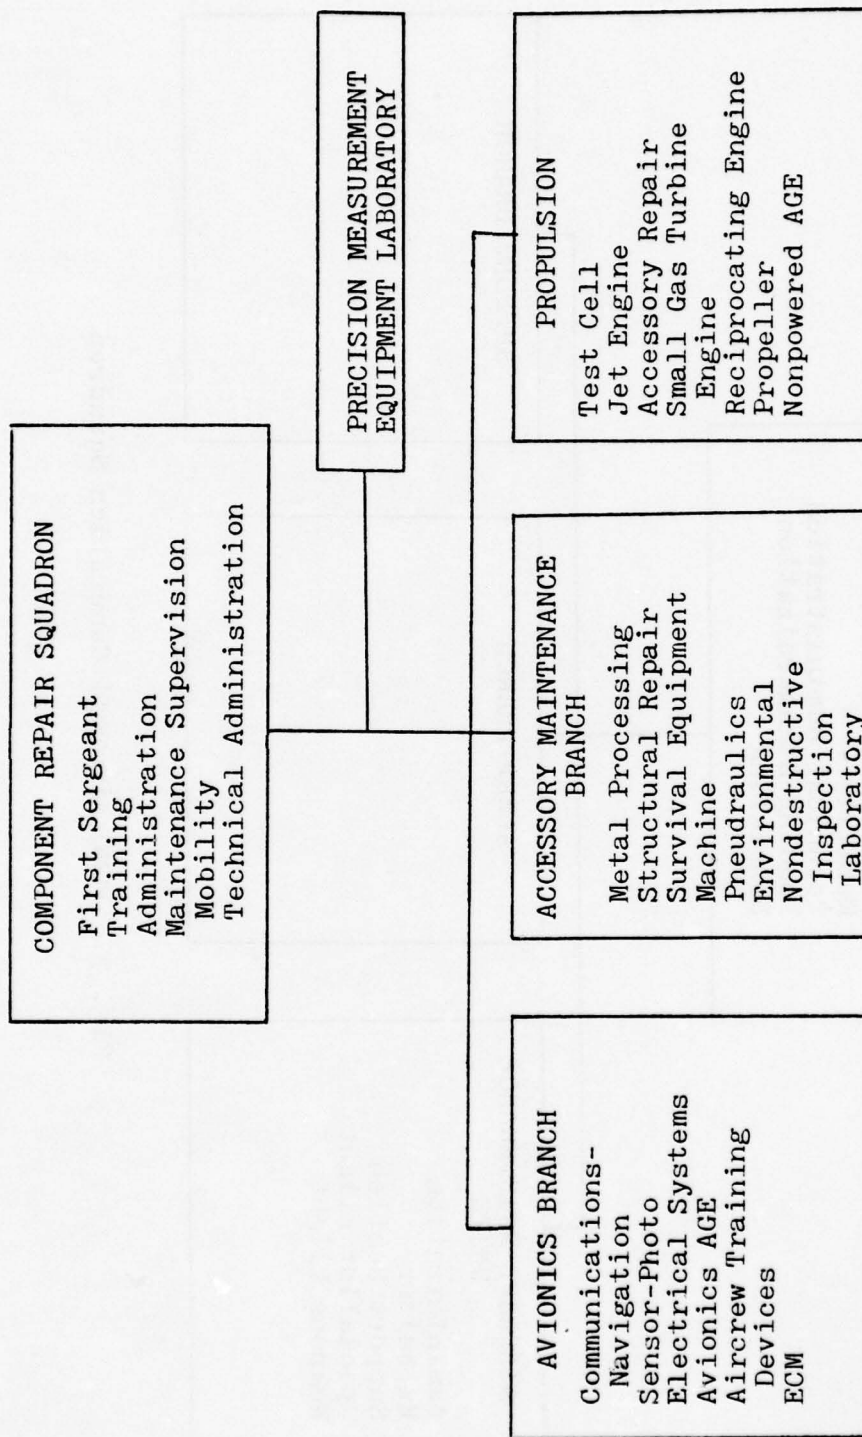 COMPONENT REPAIR SQUADRON
First Sergeant
Training
Administration
Maintenance Supervision
Mobility
Technical Administration
PRECISION MEASUREMENT
EQUIPMENT LABORATORY
AVIONICS BRANCH
Communications-
Navigation
Sensor-Photo
Electrical Systems
Avionics AGE
Aircrew Training
Devices
ECM
ACCESSORY MAINTENANCE
BRANCH
Metal Processing
Structural Repair
Survival Equipment
Machine
Pneudraulics
Environmental
Nondestructive
Inspection
Laboratory
PROPULSION
Test Cell
Jet Engine
Accessory Repair
Small Gas Turbine
Engine
Reciprocating Engine
Propeller
Nonpowered AGE